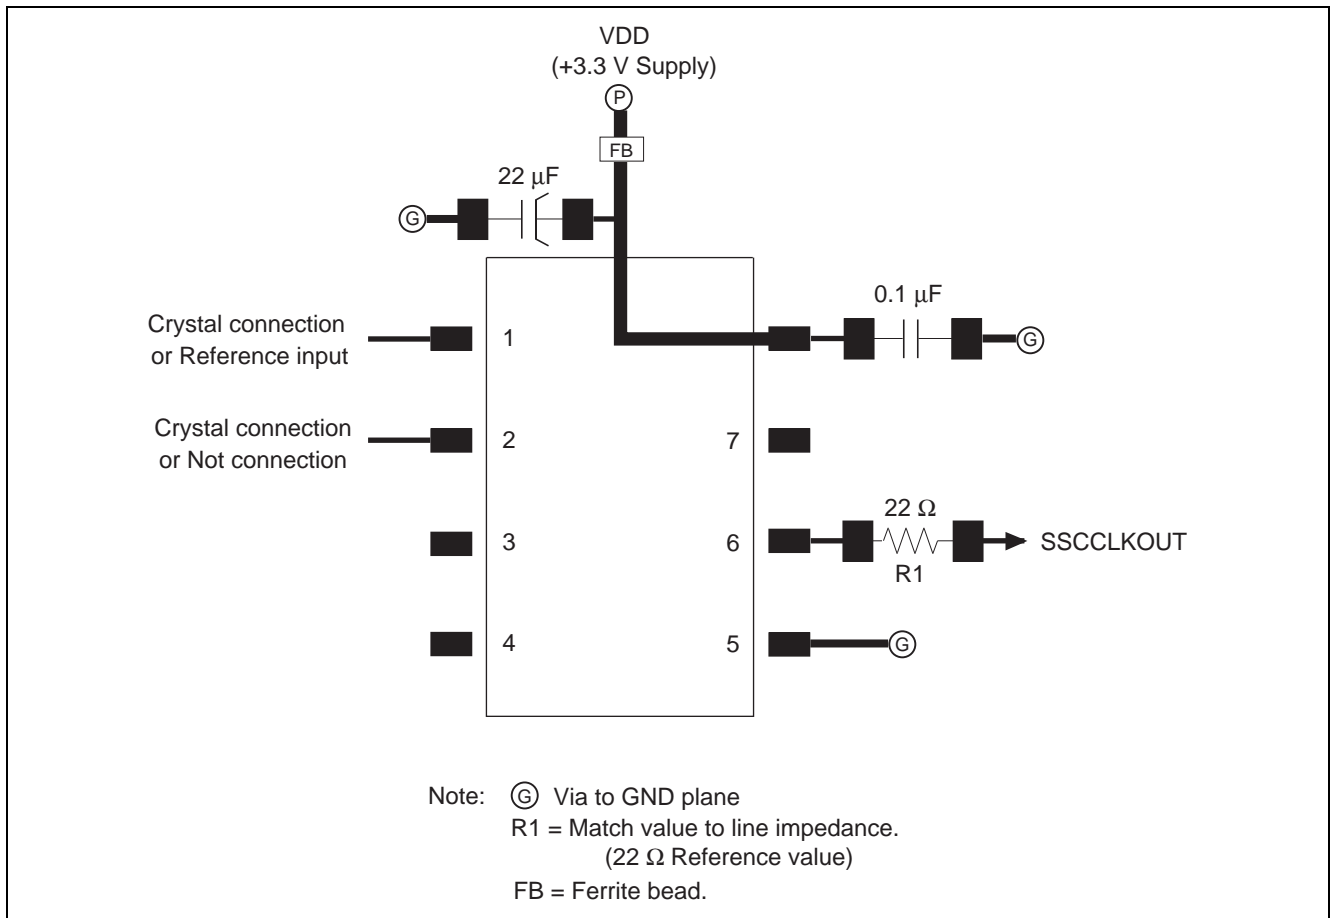 VDD
(+3.3 V Supply)
P
FB
22 μF
G
0.1 μF
Crystal connection
or Reference input
1
G
Crystal connection
or Not connection
2
7
22 Ω
3
6
SSCCLKOUT
R1
4
5
G
Note: G Via to GND plane
R1 = Match value to line impedance.
(22 Ω Reference value)
FB = Ferrite bead.